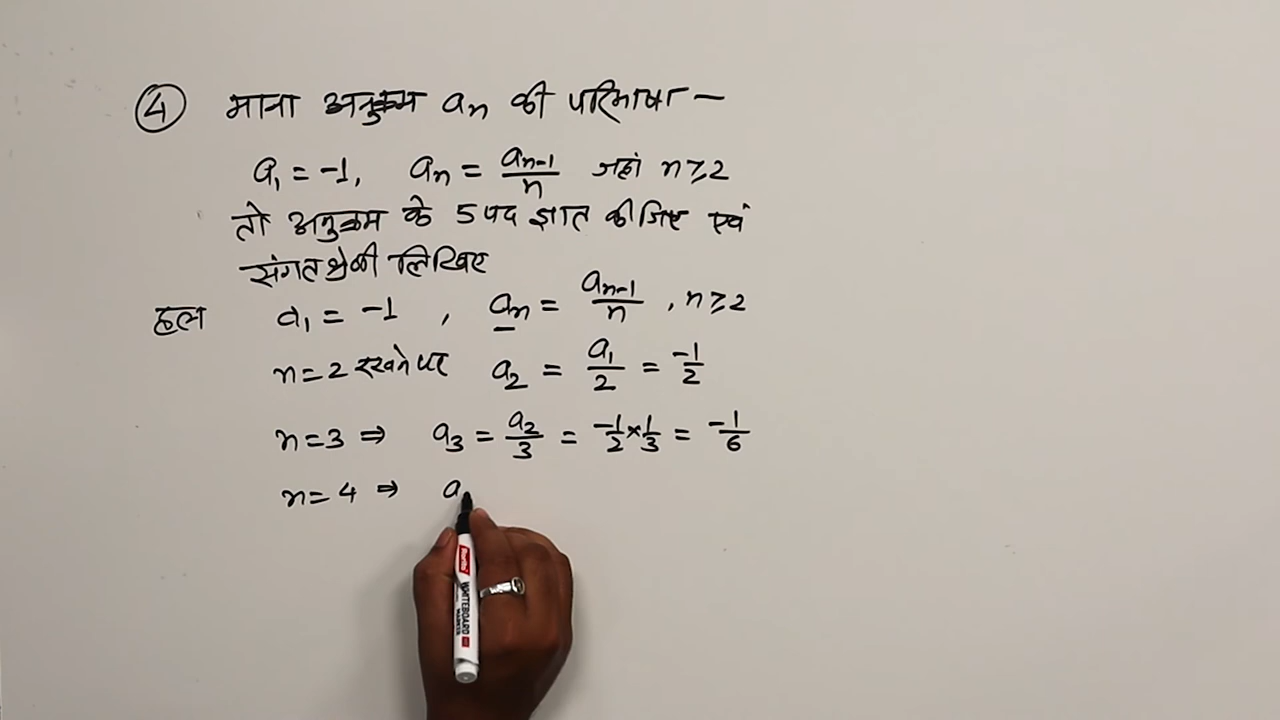 4 माना अनुक्रम an की परिभाषा -
a₁ = -1, an = an-1/n जहां n ≥ 2
तो अनुक्रम के 5 पद ज्ञात कीजिए एवं
संगत श्रेणी लिखिए
हल a₁ = -1 , an = an-1/n , n ≥ 2
n = 2 रखने पर a₂ = a₁/2 = -1/2
n = 3 ⇒ a₃ = a₂/3 = -1/2 × 1/3 = -1/6
n = 4 ⇒ a
WHITEBOARD
MARKER